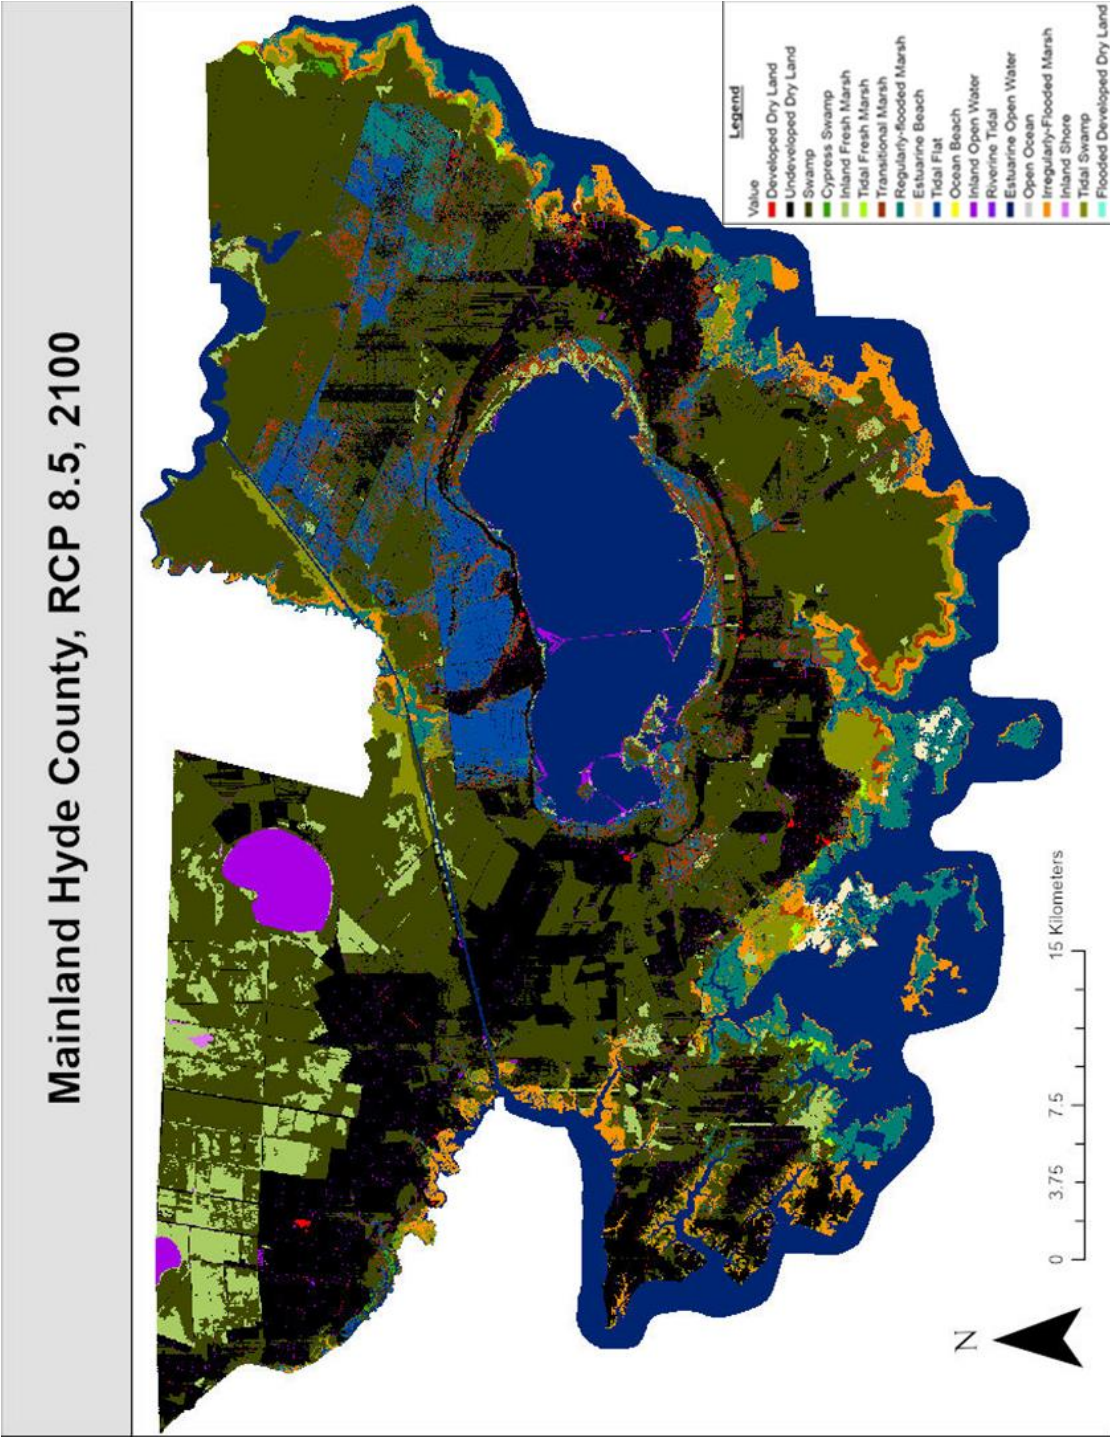 Mainland Hyde County, RCP 8.5, 2100
Legend
Value
Developed Dry Land
Undeveloped Dry Land
Swamp
Cypress Swamp
Inland Fresh Marsh
Tidal Fresh Marsh
Transitional Marsh
Regularly-flooded Marsh
Estuarine Beach
Tidal Flat
Ocean Beach
Inland Open Water
Riverine Tidal
Estuarine Open Water
Open Ocean
Irregularly-Flooded Marsh
Inland Shore
Tidal Swamp
Flooded Developed Dry Land
N
0 3.75 7.5 15 Kilometers